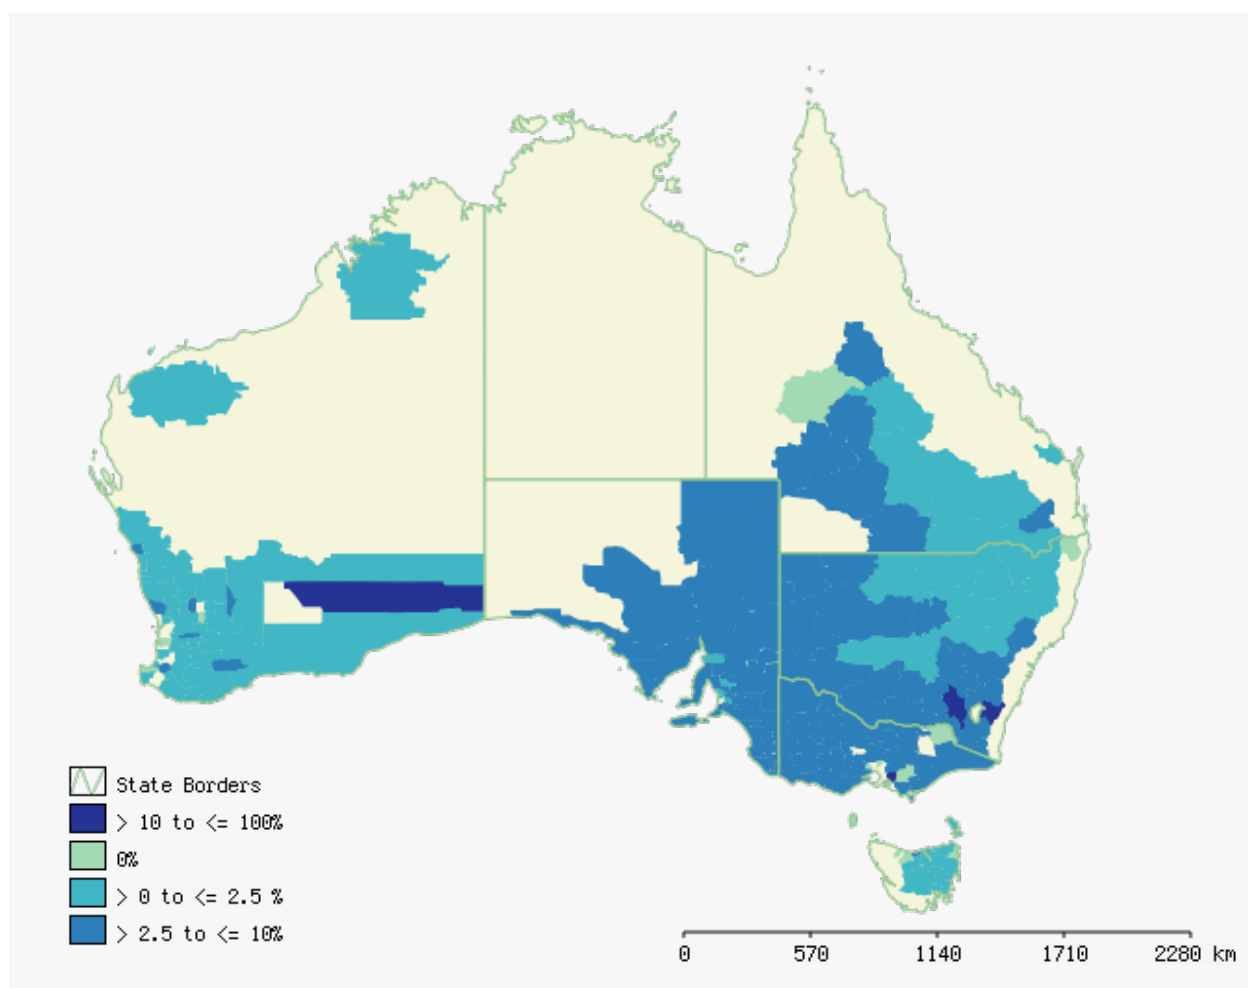 State Borders
> 10 to <= 100%
0%
> 0 to <= 2.5 %
> 2.5 to <= 10%
0 570 1140 1710 2280 km